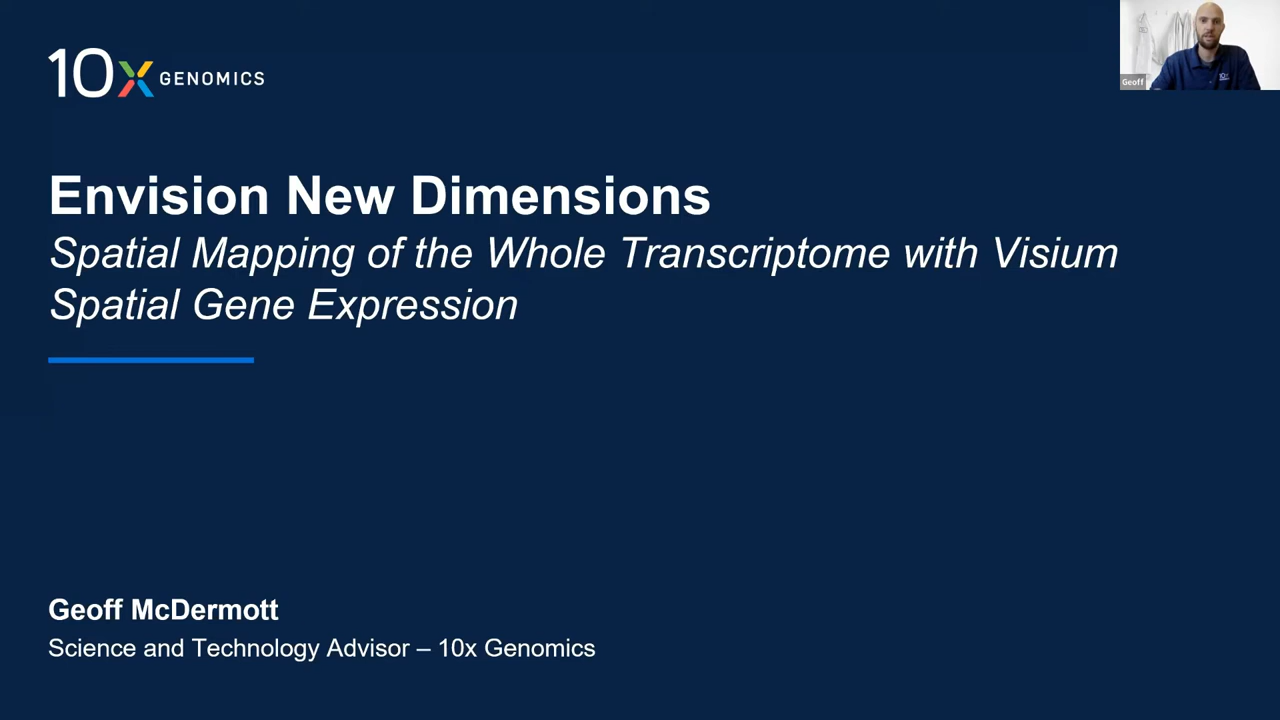 10x GENOMICS
Geoff
Envision New Dimensions
Spatial Mapping of the Whole Transcriptome with Visium
Spatial Gene Expression
Geoff McDermott
Science and Technology Advisor – 10x Genomics